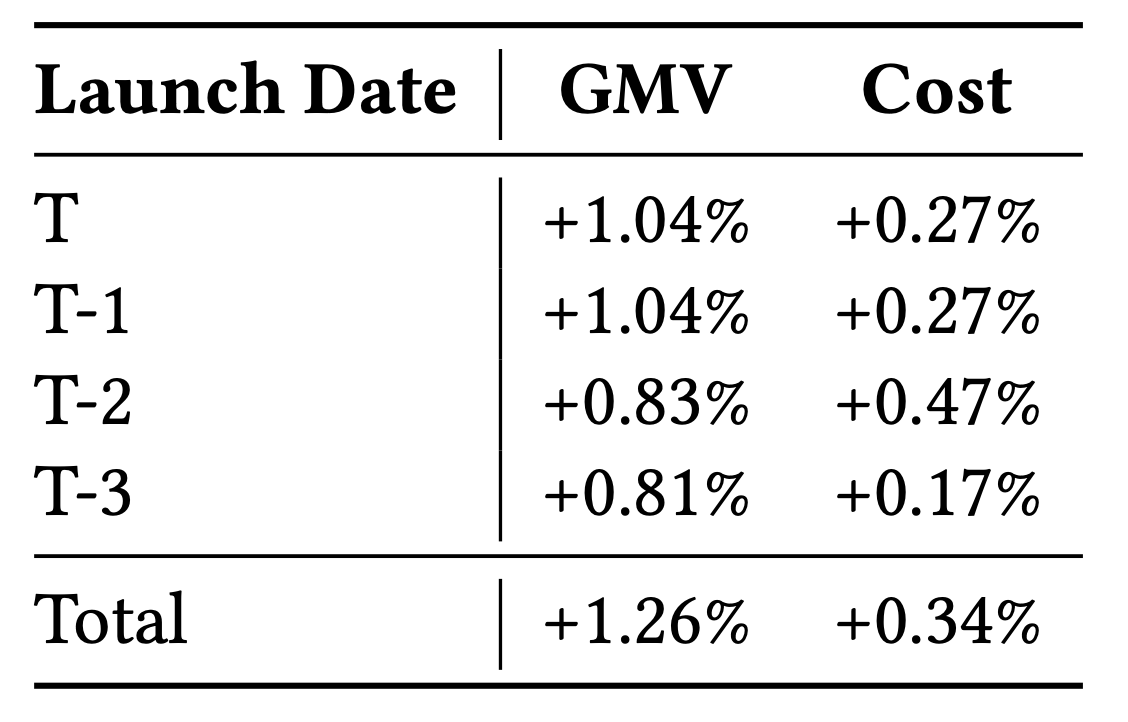 Launch Date GMV Cost
T +1.04% +0.27%
T-1 +1.04% +0.27%
T-2 +0.83% +0.47%
T-3 +0.81% +0.17%
Total +1.26% +0.34%